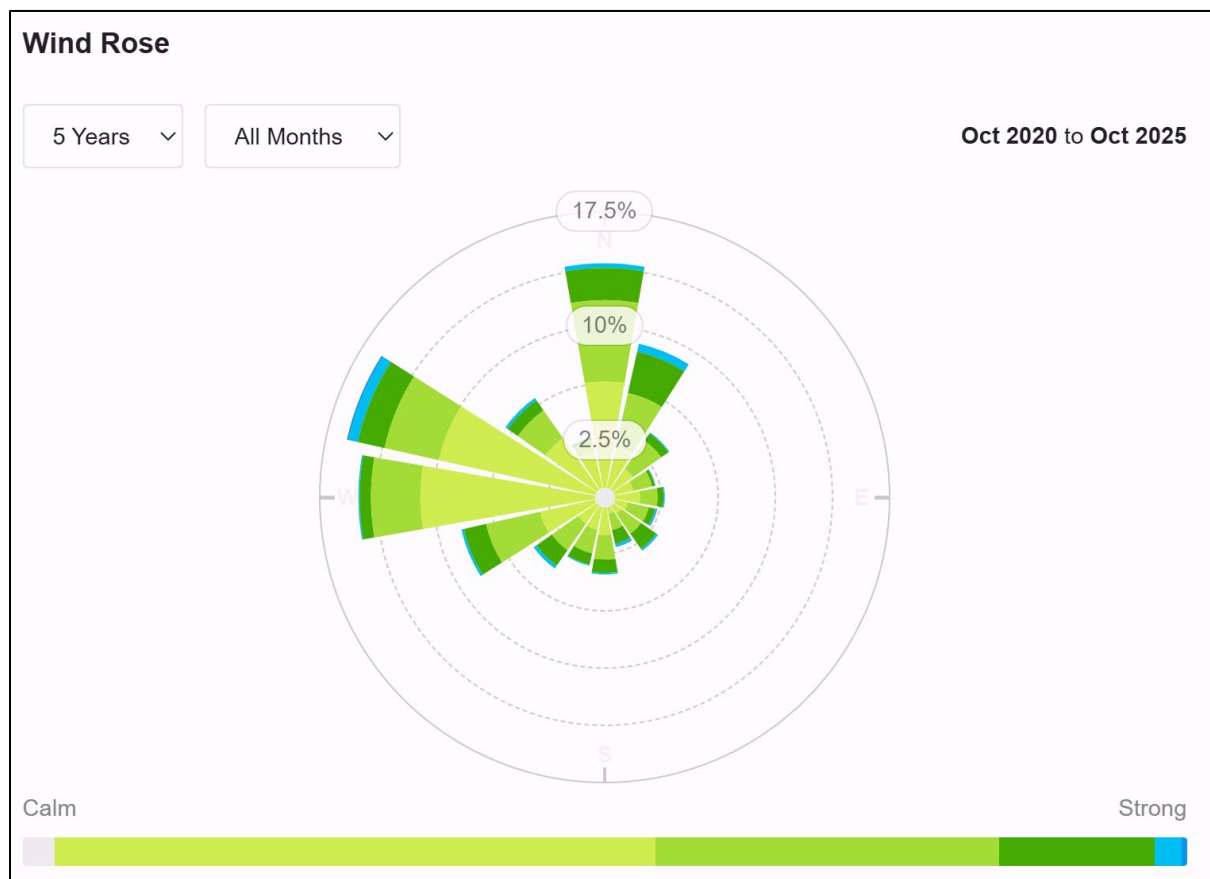 Wind Rose
5 Years
All Months
Oct 2020 to Oct 2025
17.5%
N
10%
2.5%
W
E
S
Calm
Strong